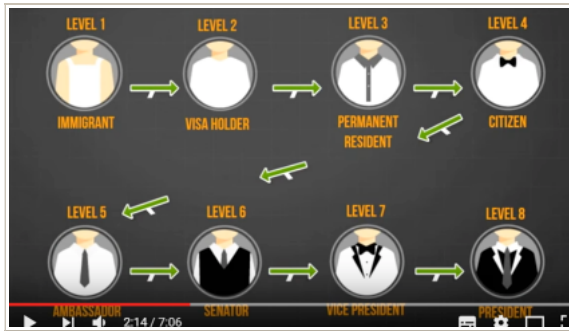 LEVEL 1 LEVEL 2 LEVEL 3 LEVEL 4
IMMIGRANT VISA HOLDER PERMANENT
RESIDENT CITIZEN
LEVEL 5 LEVEL 6 LEVEL 7 LEVEL 8
AMBASSADOR SENATOR VICE PRESIDENT PRESIDENT
2:14 / 7:06